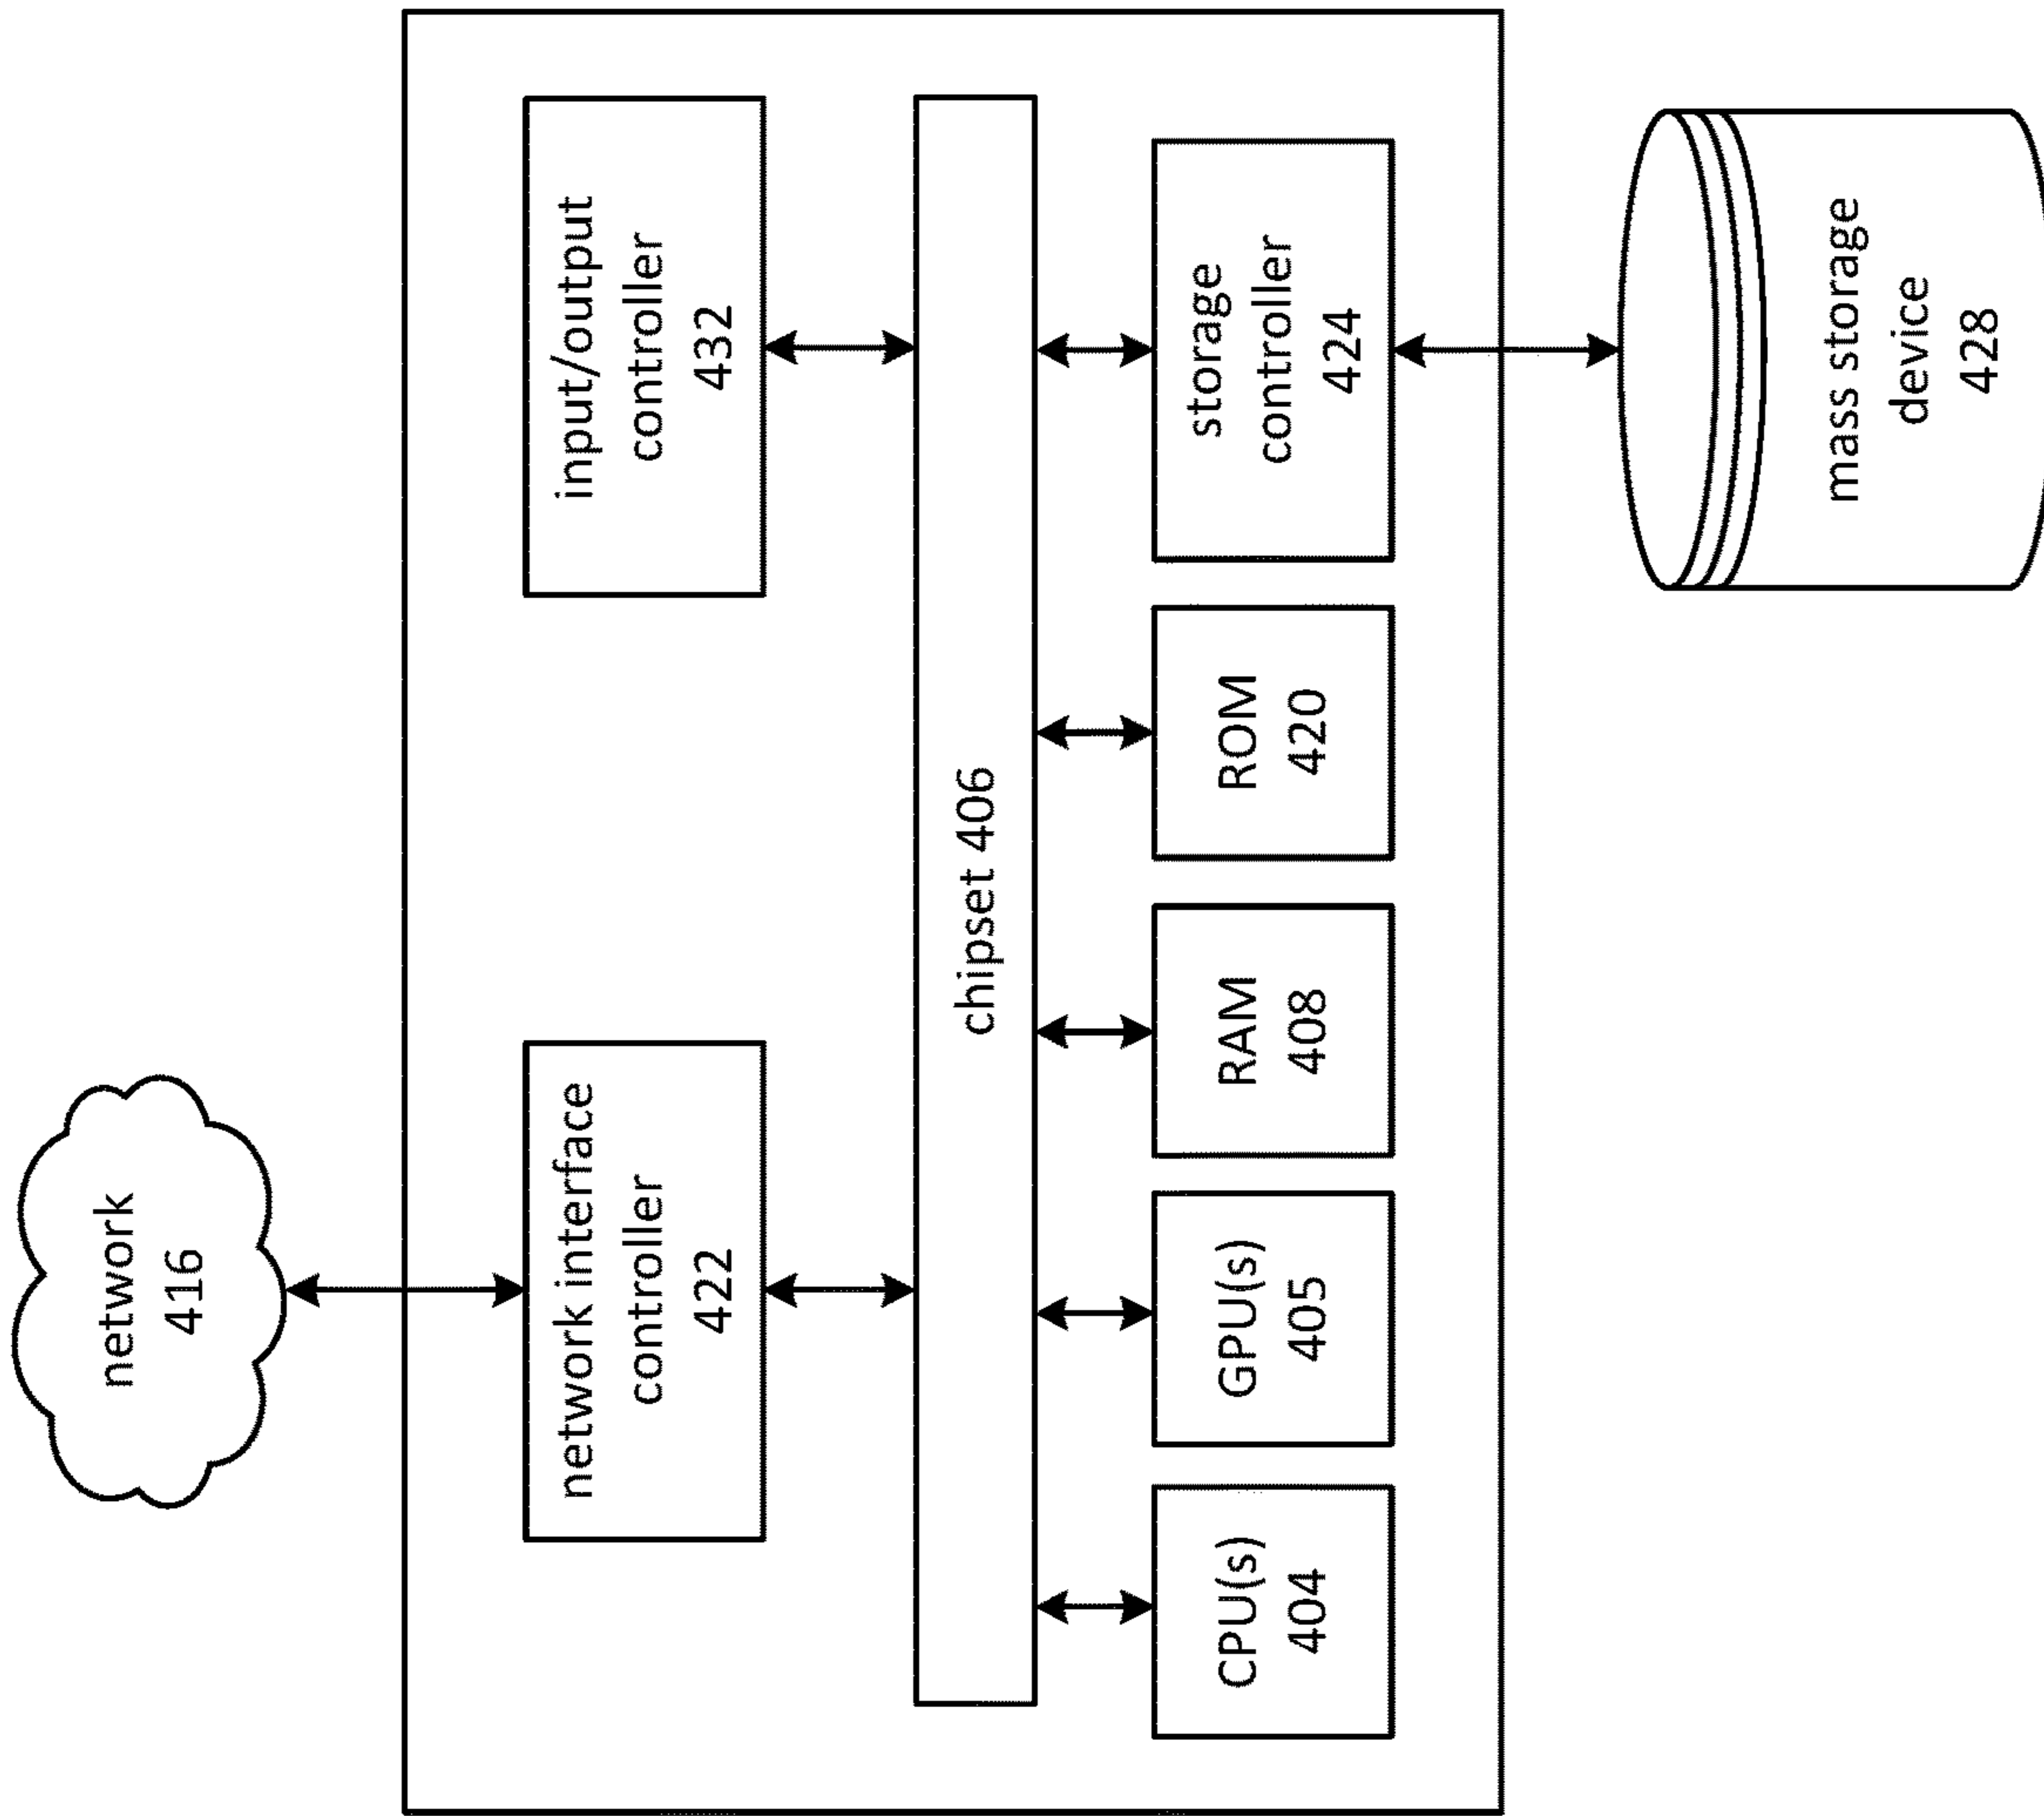 network
416
network interface
controller
422
input/output
controller
432
chipset 406
CPU(s)
404
GPU(s)
405
RAM
408
ROM
420
storage
controller
424
mass storage
device
428